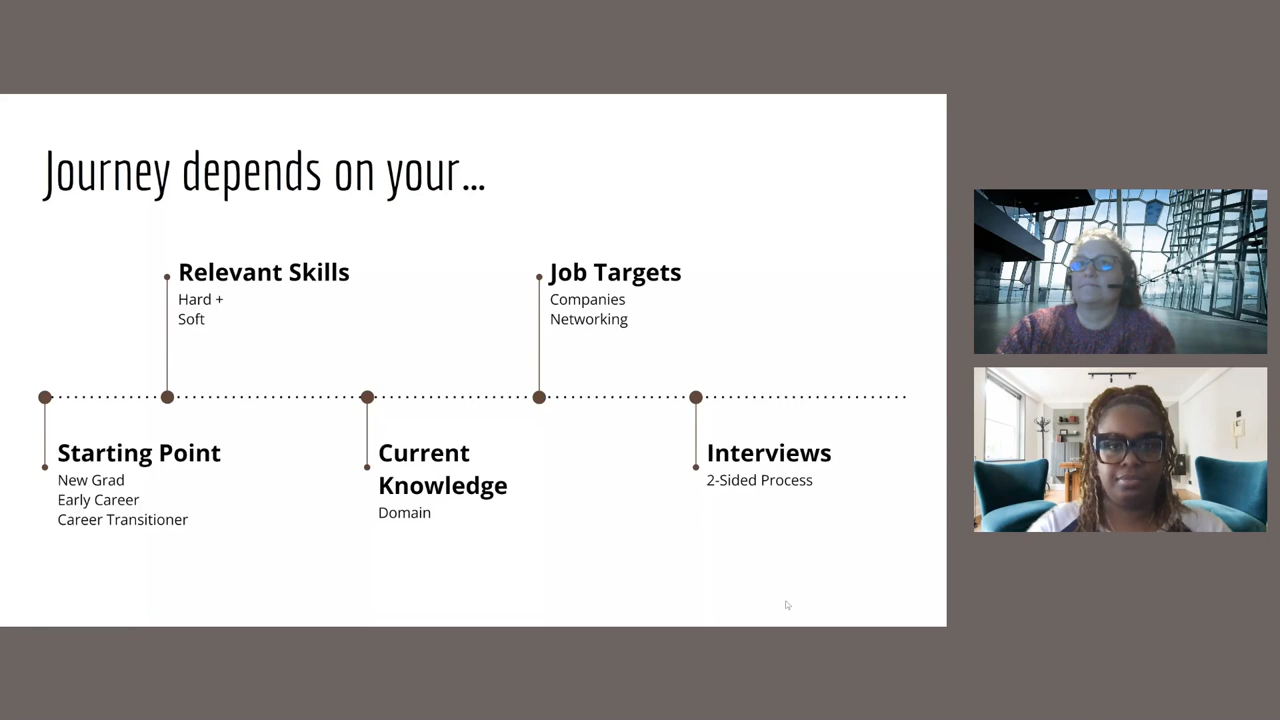 Journey depends on your...
Relevant Skills
Hard +
Soft
Job Targets
Companies
Networking
Starting Point
New Grad
Early Career
Career Transitioner
Current
Knowledge
Domain
Interviews
2-Sided Process